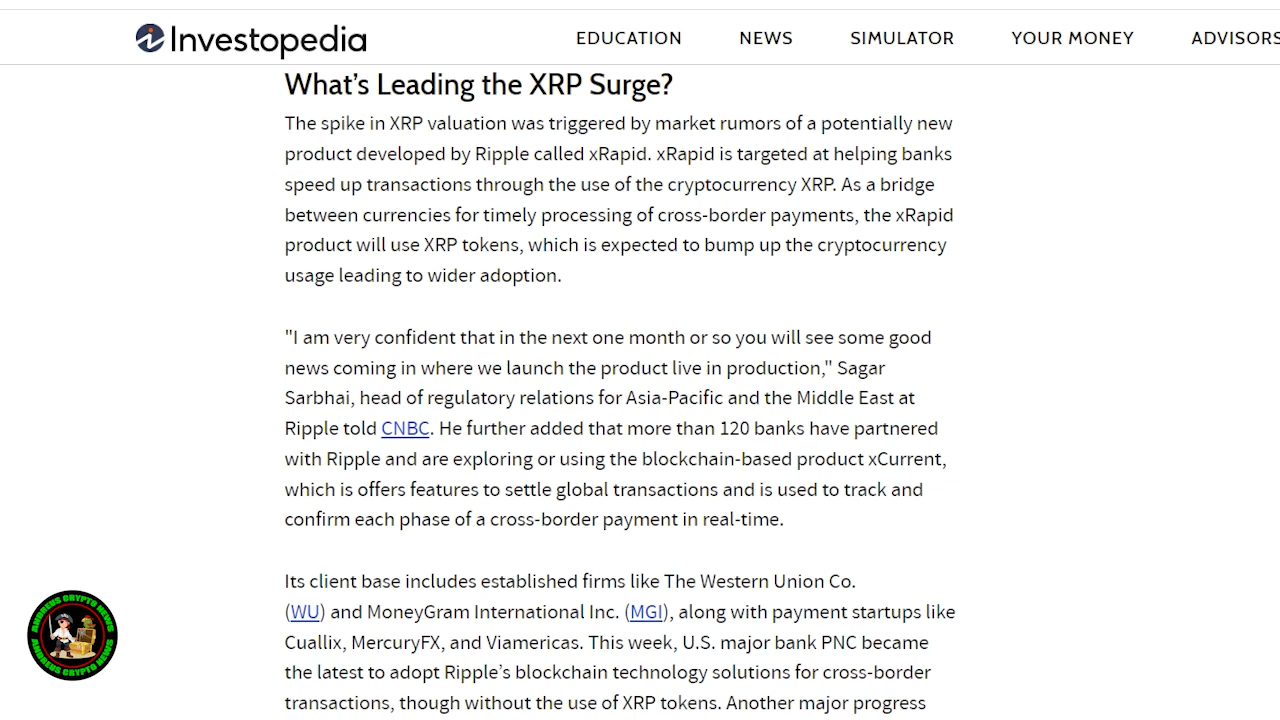 Investopedia
EDUCATION NEWS SIMULATOR YOUR MONEY ADVISORS
What's Leading the XRP Surge?
The spike in XRP valuation was triggered by market rumors of a potentially new
product developed by Ripple called xRapid. xRapid is targeted at helping banks
speed up transactions through the use of the cryptocurrency XRP. As a bridge
between currencies for timely processing of cross-border payments, the xRapid
product will use XRP tokens, which is expected to bump up the cryptocurrency
usage leading to wider adoption.
"I am very confident that in the next one month or so you will see some good
news coming in where we launch the product live in production," Sagar
Sarbhai, head of regulatory relations for Asia-Pacific and the Middle East at
Ripple told CNBC. He further added that more than 120 banks have partnered
with Ripple and are exploring or using the blockchain-based product xCurrent,
which is offers features to settle global transactions and is used to track and
confirm each phase of a cross-border payment in real-time.
Its client base includes established firms like The Western Union Co.
(WU) and MoneyGram International Inc. (MGI), along with payment startups like
Cuallix, MercuryFX, and Viamericas. This week, U.S. major bank PNC became
the latest to adopt Ripple's blockchain technology solutions for cross-border
transactions, though without the use of XRP tokens. Another major progress
ANDREUS CRYPTO NEWS
ANDREUS CRYPTO NEWS